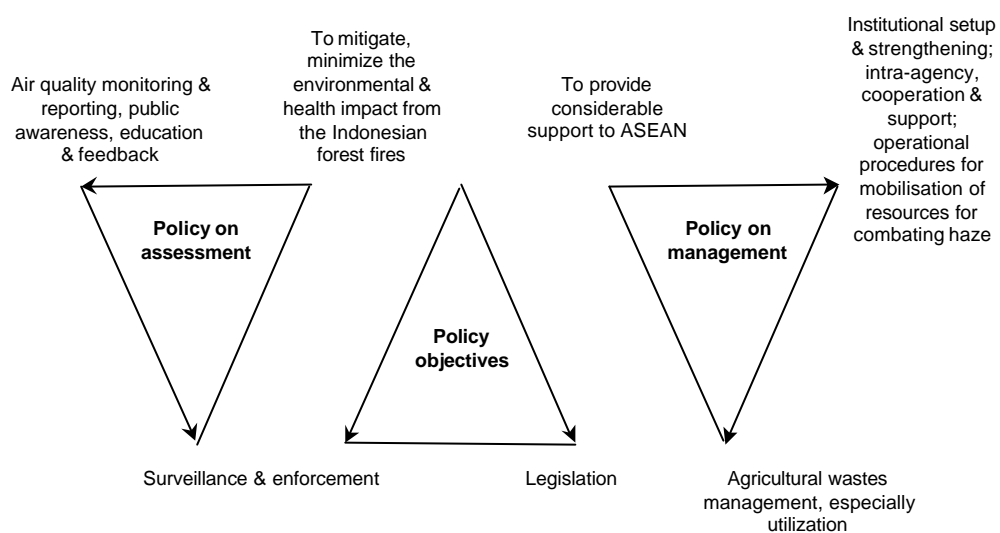 Air quality monitoring &
reporting, public
awareness, education
& feedback
To mitigate,
minimize the
environmental &
health impact from
the Indonesian
forest fires
To provide
considerable
support to ASEAN
Institutional setup
& strengthening;
intra-agency,
cooperation &
support;
operational
procedures for
mobilisation of
resources for
combating haze
Policy on
assessment
Policy
objectives
Policy on
management
Surveillance & enforcement
Legislation
Agricultural wastes
management, especially
utilization